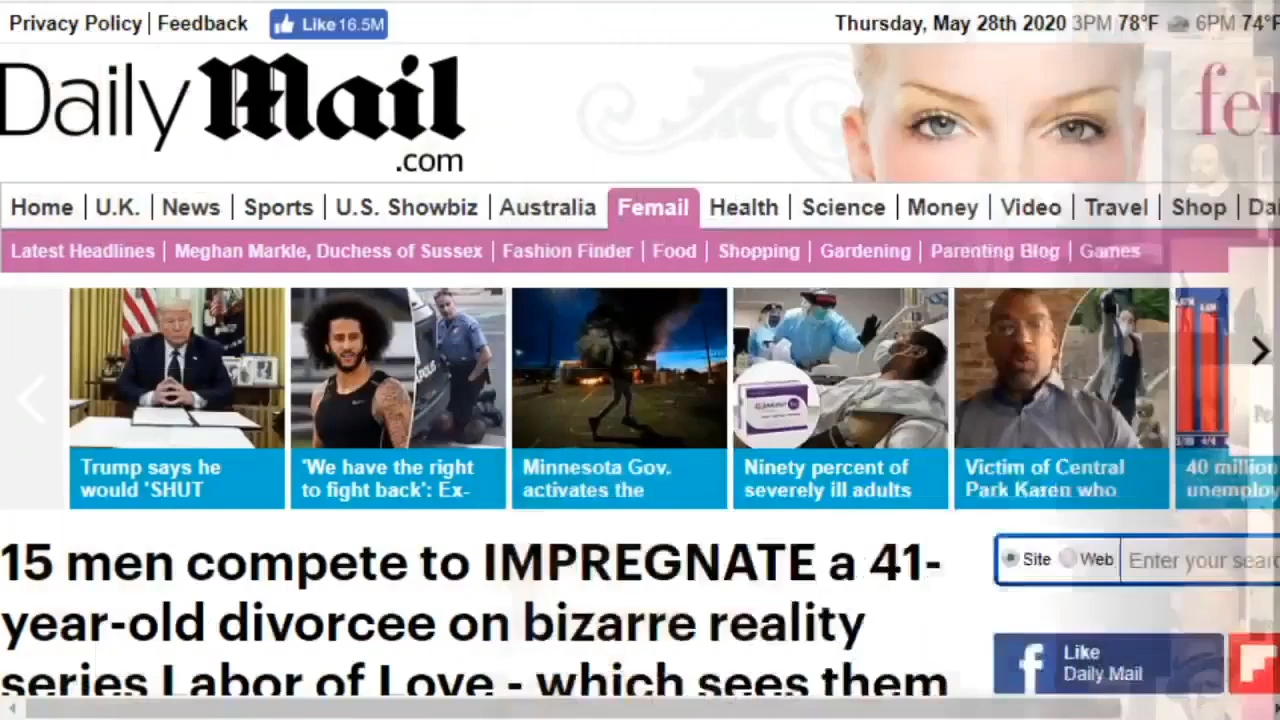 Privacy Policy | Feedback Like 16.5M Thursday, May 28th 2020 3PM 78°F 6PM 74°F
Daily Mail
.com
Home | U.K. | News | Sports | U.S. Showbiz | Australia Femail Health | Science | Money | Video | Travel | Shop
Latest Headlines | Meghan Markle, Duchess of Sussex | Fashion Finder | Food | Shopping | Gardening | Parenting Blog | Games
Trump says he
would 'SHUT
'We have the right
to fight back': Ex-
Minnesota Gov.
activates the
Ninety percent of
severely ill adults
Victim of Central
Park Karen who
40 million
15 men compete to IMPREGNATE a 41-
year-old divorcee on bizarre reality
series Labor of Love - which sees them
Site Web Enter your
Like
Daily Mail